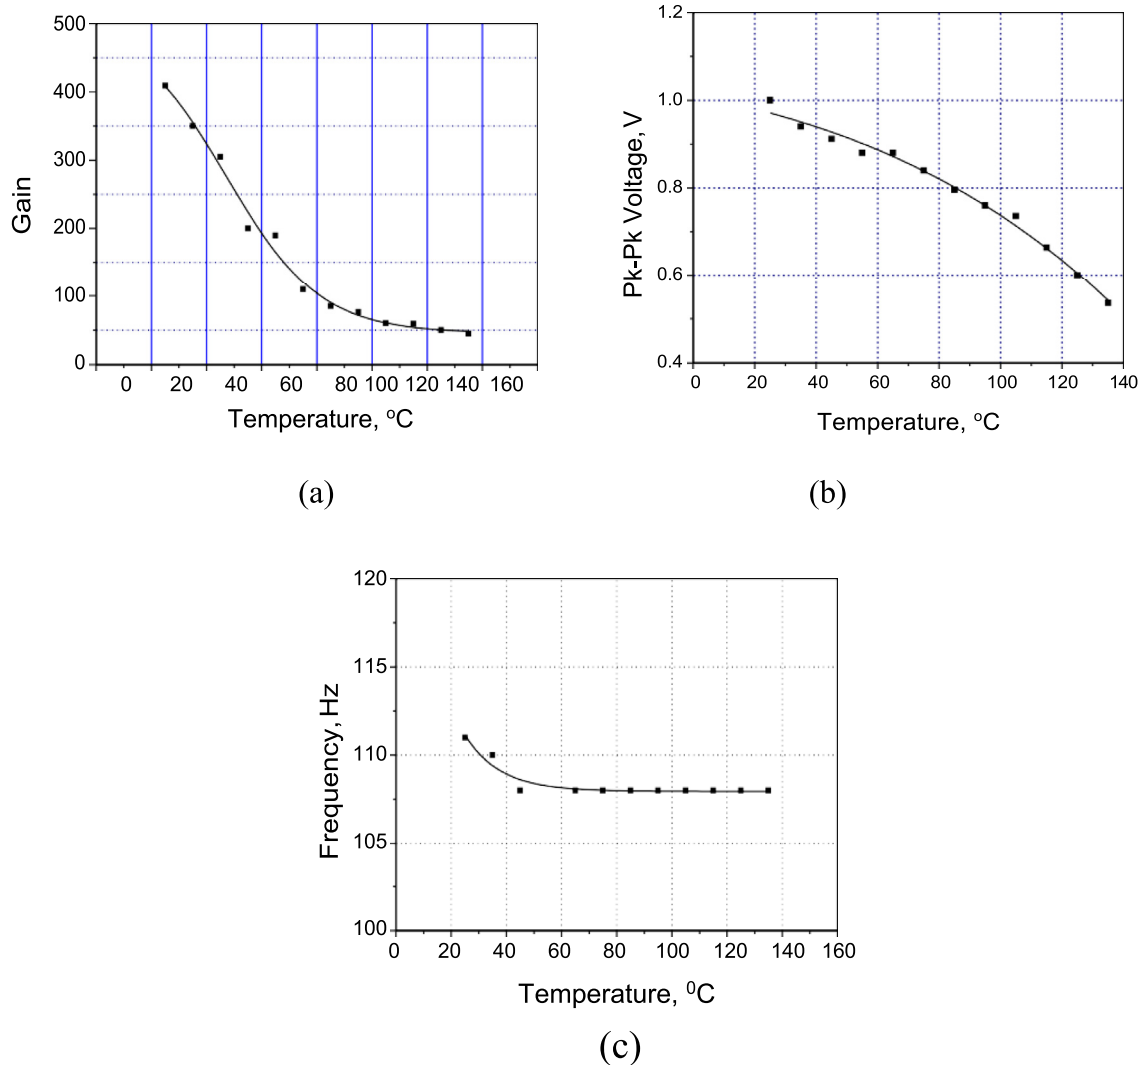 500
400
300
200
100
0
Gain
0 20 40 60 80 100 120 140 160
Temperature, ᵒC
(a)
1.2
1.0
0.8
0.6
0.4
Pk-Pk Voltage, V
0 20 40 60 80 100 120 140
Temperature, ᵒC
(b)
120
115
110
105
100
Frequency, Hz
0 20 40 60 80 100 120 140 160
Temperature, ⁰C
(c)